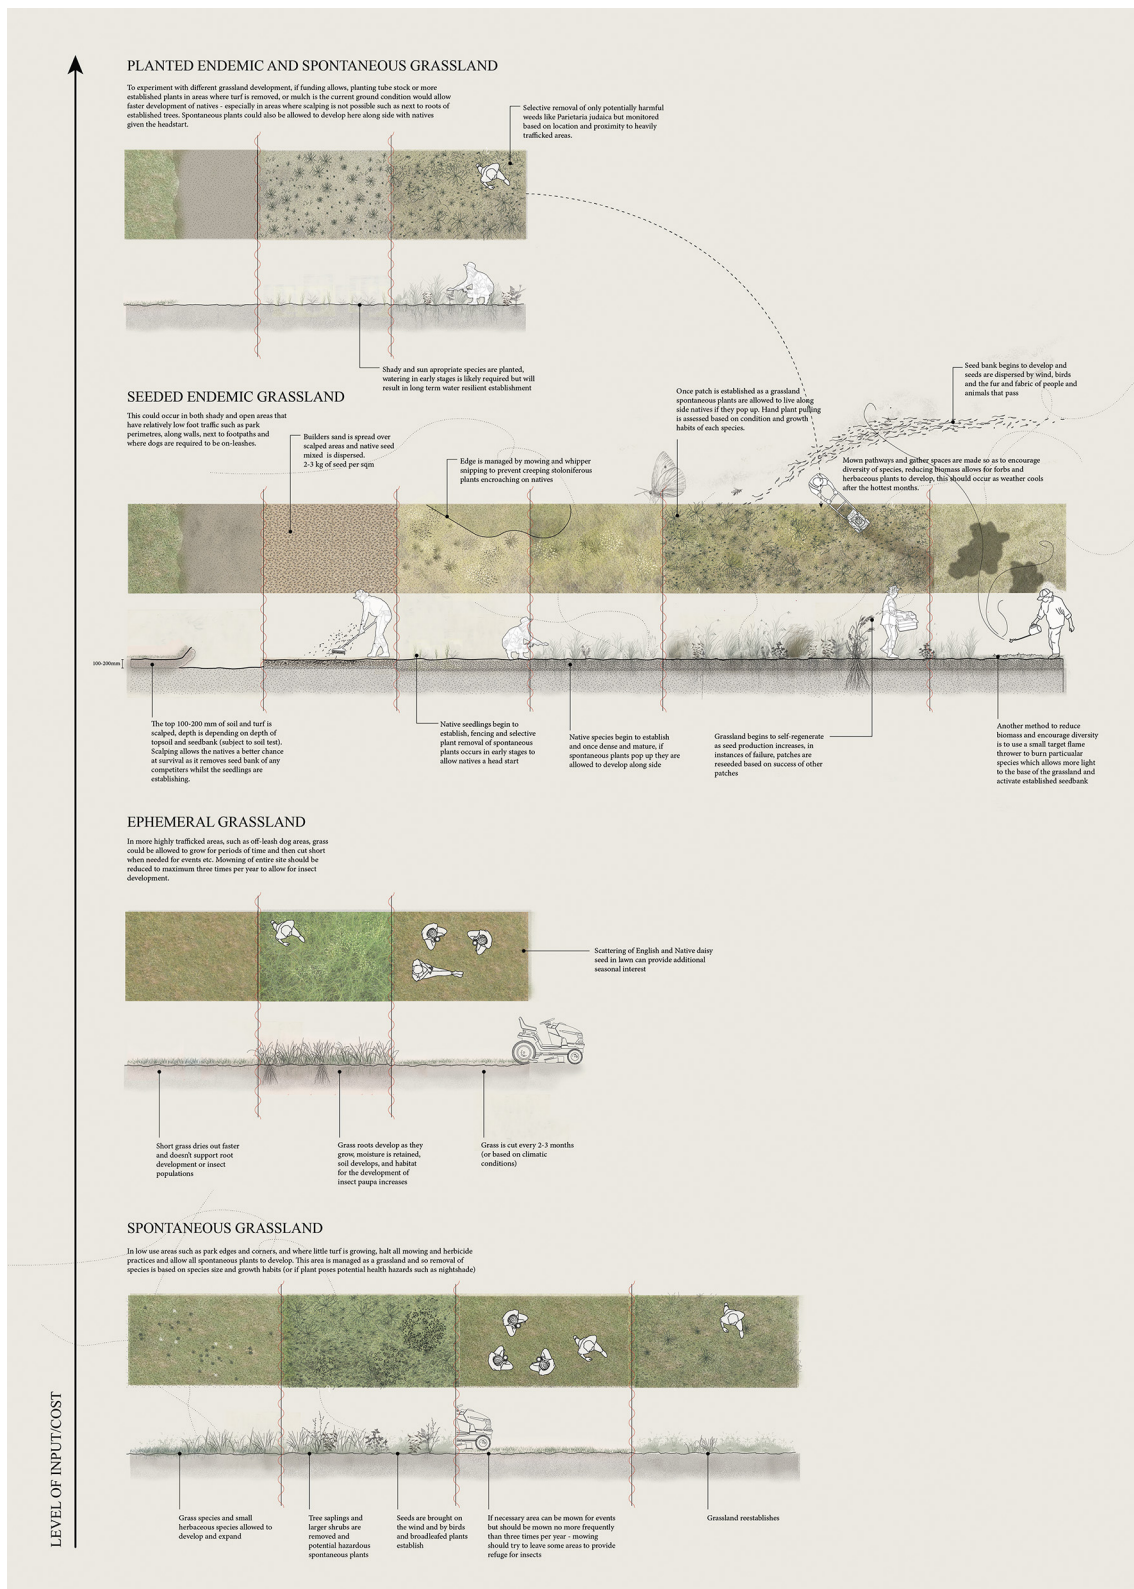 PLANTED ENDEMIC AND SPONTANEOUS GRASSLAND
To experiment with different grassland development, if funding allows, planting tube stock or more
established plants in areas where turf is removed, or mulch is the current ground condition would allow
faster development of natives - especially in areas where scalping is not possible such as next to roots of
established trees. Spontaneous plants could also be allowed to develop here along side with natives
given the headstart.
Selective removal of only potentially harmful
weeds like Parietaria judaica but monitored
based on location and proximity to heavily
trafficked areas.
Shady and sun apropriate species are planted,
watering in early stages is likely required but will
result in long term water resilient establishment
SEEDED ENDEMIC GRASSLAND
This could occur in both shady and open areas that
have relatively low foot traffic such as park
perimetres, along walls, next to footpaths and
where dogs are required to be on-leashes.
Builders sand is spread over
scalped areas and native seed
mixed is dispersed.
2-3 kg of seed per sqm
Edge is managed by mowing and whipper
snipping to prevent creeping stoloniferous
plants encroaching on natives
Once patch is established as a grassland
spontaneous plants are allowed to live along
side natives if they pop up. Hand plant pulling
is assessed based on condition and growth
habits of each species.
Seed bank begins to develop and
seeds are dispersed by wind, birds
and the fur and fabric of people and
animals that pass
Mown pathways and gather spaces are made so as to encourage
diversity of species, reducing biomass allows for forbs and
herbaceous plants to develop, this should occur as weather cools
after the hottest months.
100-200mm
The top 100-200 mm of soil and turf is
scalped, depth is depending on depth of
topsoil and seedbank (subject to soil test).
Scalping allows the natives a better chance
at survival as it removes seed bank of any
competiters whilst the seedlings are
establishing.
Native seedlings begin to
establish, fencing and selective
plant removal of spontaneous
plants occurs in early stages to
allow natives a head start
Native species begin to establish
and once dense and mature, if
spontaneous plants pop up they are
allowed to develop along side
Grassland begins to self-regenerate
as seed production increases, in
instances of failure, patches are
reseeded based on success of other
patches
Another method to reduce
biomass and encourage diversity
is to use a small target flame
thrower to burn particuular
species which allows more light
to the base of the grassland and
activate established seedbank
EPHEMERAL GRASSLAND
In more highly trafficked areas, such as off-leash dog areas, grass
could be allowed to grow for periods of time and then cut short
when needed for events etc. Mowning of entire site should be
reduced to maximum three times per year to allow for insect
development.
Scattering of English and Native daisy
seed in lawn can provide additional
seasonal interest
Short grass dries out faster
and doesn't support root
development or insect
populations
Grass roots develop as they
grow, moisture is retained,
soil develops, and habitat
for the development of
insect paupa increases
Grass is cut every 2-3 months
(or based on climatic
conditions)
SPONTANEOUS GRASSLAND
In low use areas such as park edges and corners, and where little turf is growing, halt all mowing and herbicide
practices and allow all spontaneous plants to develop. This area is managed as a grassland and so removal of
species is based on species size and growth habits (or if plant poses potential health hazards such as nightshade)
Grass species and small
herbaceous species allowed to
develop and expand
Tree saplings and
larger shrubs are
removed and
potential hazardous
spontaneous plants
Seeds are brought on
the wind and by birds
and broadleafed plants
establish
If necessary area can be mown for events
but should be mown no more frequently
than three times per year - mowing
should try to leave some areas to provide
refuge for insects
Grassland reestablishes
LEVEL OF INPUT/COST